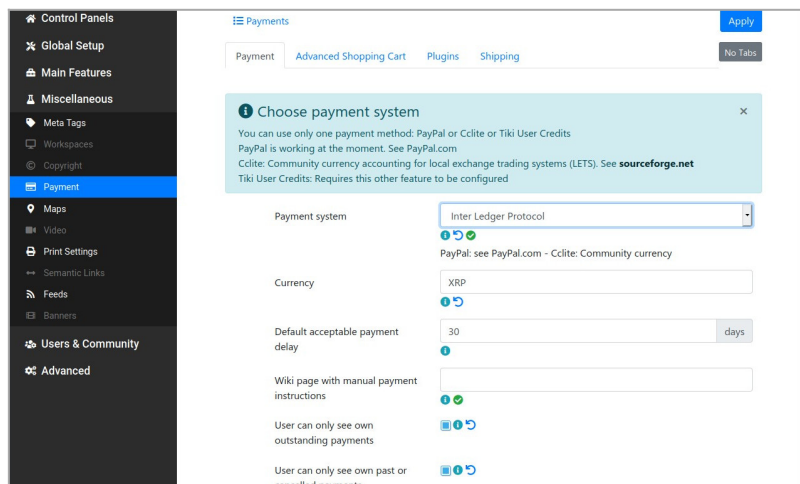 Control Panels
Global Setup
Main Features
Miscellaneous
Meta Tags
Workspaces
Copyright
Payment
Maps
Video
Print Settings
Semantic Links
Feeds
Banners
Users & Community
Advanced
Payments
Apply
Payment Advanced Shopping Cart Plugins Shipping
No Tabs
Choose payment system ×
You can use only one payment method: PayPal or Cclite or Tiki User Credits
PayPal is working at the moment. See PayPal.com
Cclite: Community currency accounting for local exchange trading systems (LETS). See sourceforge.net
Tiki User Credits: Requires this other feature to be configured
Payment system Inter Ledger Protocol
PayPal: see PayPal.com - Cclite: Community currency
Currency XRP
Default acceptable payment
delay
30 days
Wiki page with manual payment
instructions
User can only see own
outstanding payments
User can only see own past or